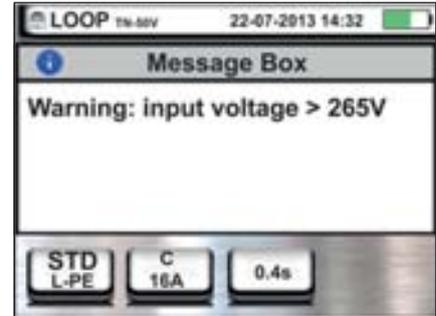 LOOP TN-50V 22-07-2013 14:32
Message Box
Warning: input voltage > 265V
STD C 0.4s
L-PE 16A